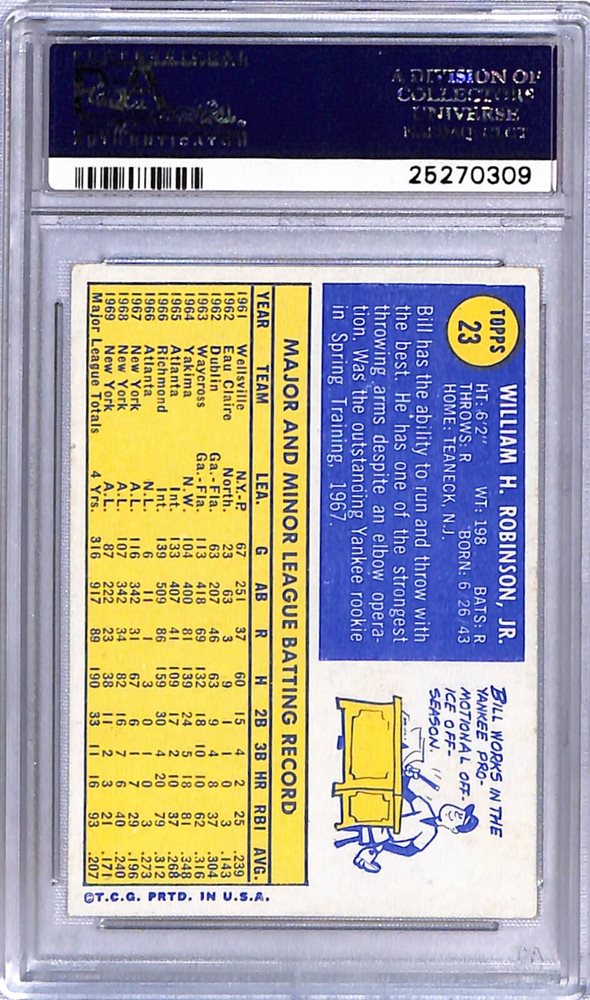 A DIVISION OF
COLLECTORS
UNIVERSE
25270309
TOPPS
23
WILLIAM H. ROBINSON, JR.
HT: 6'2" WT: 198 BATS: R
THROWS: R BORN: 6 26 43
HOME: TEANECK, N.J.
Bill has the ability to run and throw with
the best. He has one of the strongest
throwing arms despite an elbow opera-
tion. Was the outstanding Yankee rookie
in Spring Training, 1967.
BILL WORKS IN THE
YANKEE PRO-
MOTIONAL OFF-
ICE OFF-
SEASON.
MAJOR AND MINOR LEAGUE BATTING RECORD
YEAR TEAM LEA. G AB R H 2B 3B HR RBI AVG.
1961 Wellsville N.Y.-P 67 251 37 60 15 4 2 25 .239
1962 Eau Claire North. 23 63 3 9 1 2 0 3 .143
1962 Dublin Ga.-Fla. 63 207 46 63 9 4 8 37 .304
1963 Waycross Ga.-Fla. 113 418 69 132 18 10 10 62 .316
1964 Yakima N.W. 104 400 81 139 24 5 18 81 .348
1965 Atlanta Int. 133 407 41 109 17 2 10 37 .268
1966 Richmond Int. 139 509 86 159 30 4 20 79 .312
1966 Atlanta N.L. 6 11 1 3 0 1 0 3 .273
1967 New York A.L. 116 342 31 67 6 1 7 29 .196
1968 New York A.L. 107 342 34 82 16 7 6 40 .240
1969 New York A.L. 87 222 23 38 11 2 3 21 .171
Major League Totals 4 Yrs. 316 917 89 190 33 11 16 93 .207
©T.C.G. PRTD. IN U.S.A.